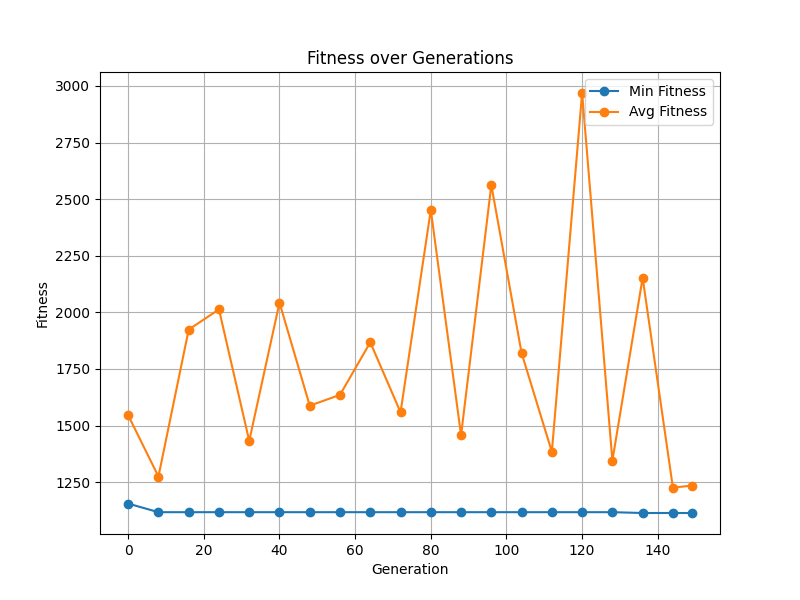 Fitness over Generations
Min Fitness
Avg Fitness
3000
2750
2500
2250
2000
1750
1500
1250
Fitness
0 20 40 60 80 100 120 140
Generation